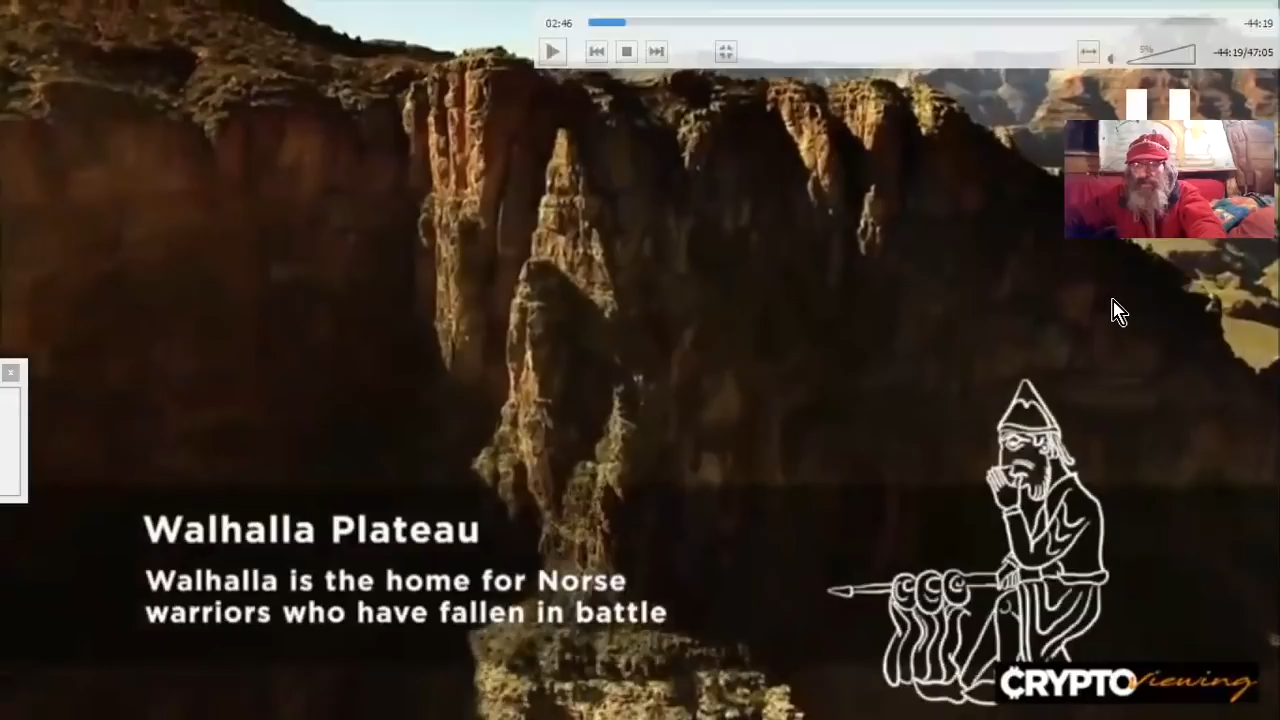 02:46
-44:19
5%
-44:19/47:05
Walhalla Plateau
Walhalla is the home for Norse
warriors who have fallen in battle
CRYPTOviewing